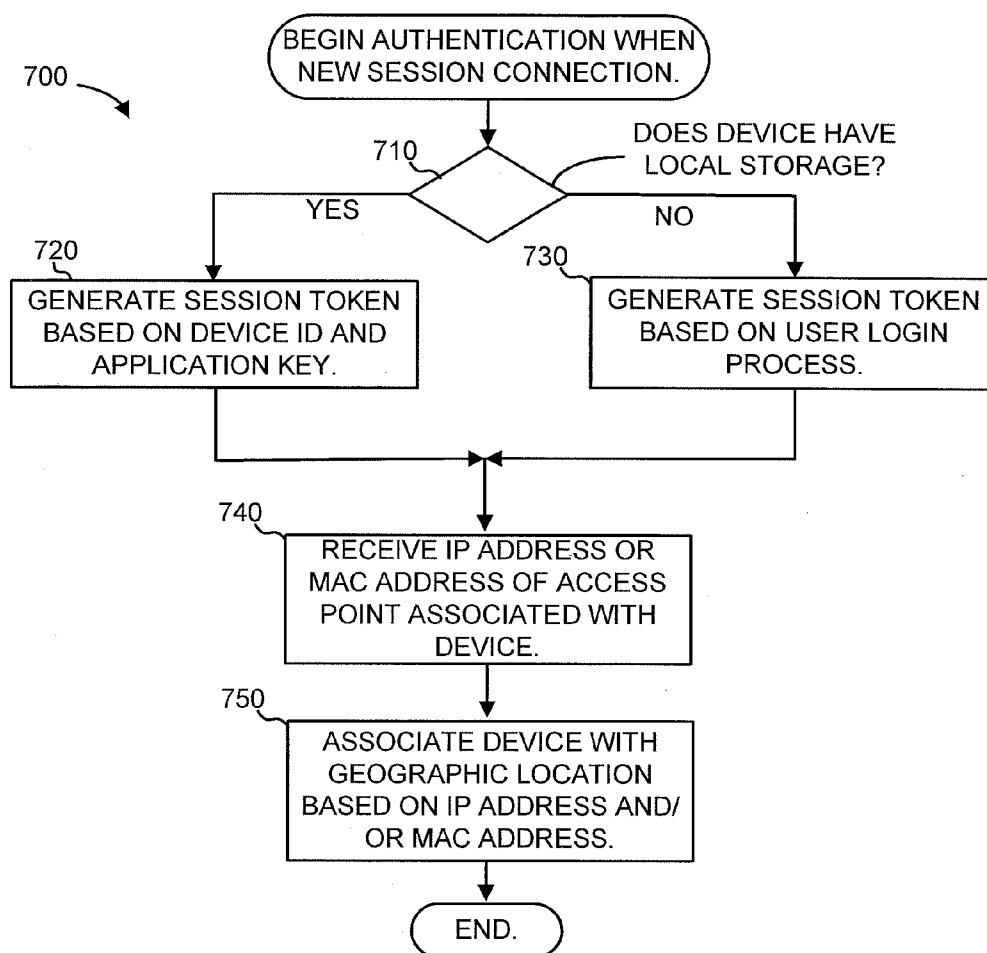 BEGIN AUTHENTICATION WHEN
NEW SESSION CONNECTION.
700
710
DOES DEVICE HAVE
LOCAL STORAGE?
YES
NO
720
GENERATE SESSION TOKEN
BASED ON DEVICE ID AND
APPLICATION KEY.
730
GENERATE SESSION TOKEN
BASED ON USER LOGIN
PROCESS.
740
RECEIVE IP ADDRESS OR
MAC ADDRESS OF ACCESS
POINT ASSOCIATED WITH
DEVICE.
750
ASSOCIATE DEVICE WITH
GEOGRAPHIC LOCATION
BASED ON IP ADDRESS AND/
OR MAC ADDRESS.
END.